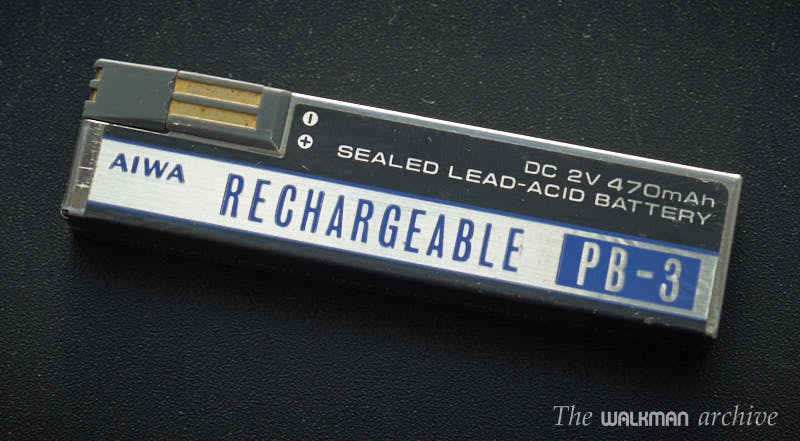 DC 2V 470mAh
SEALED LEAD-ACID BATTERY
AIWA
RECHARGEABLE
PB-3
The WALKMAN archive